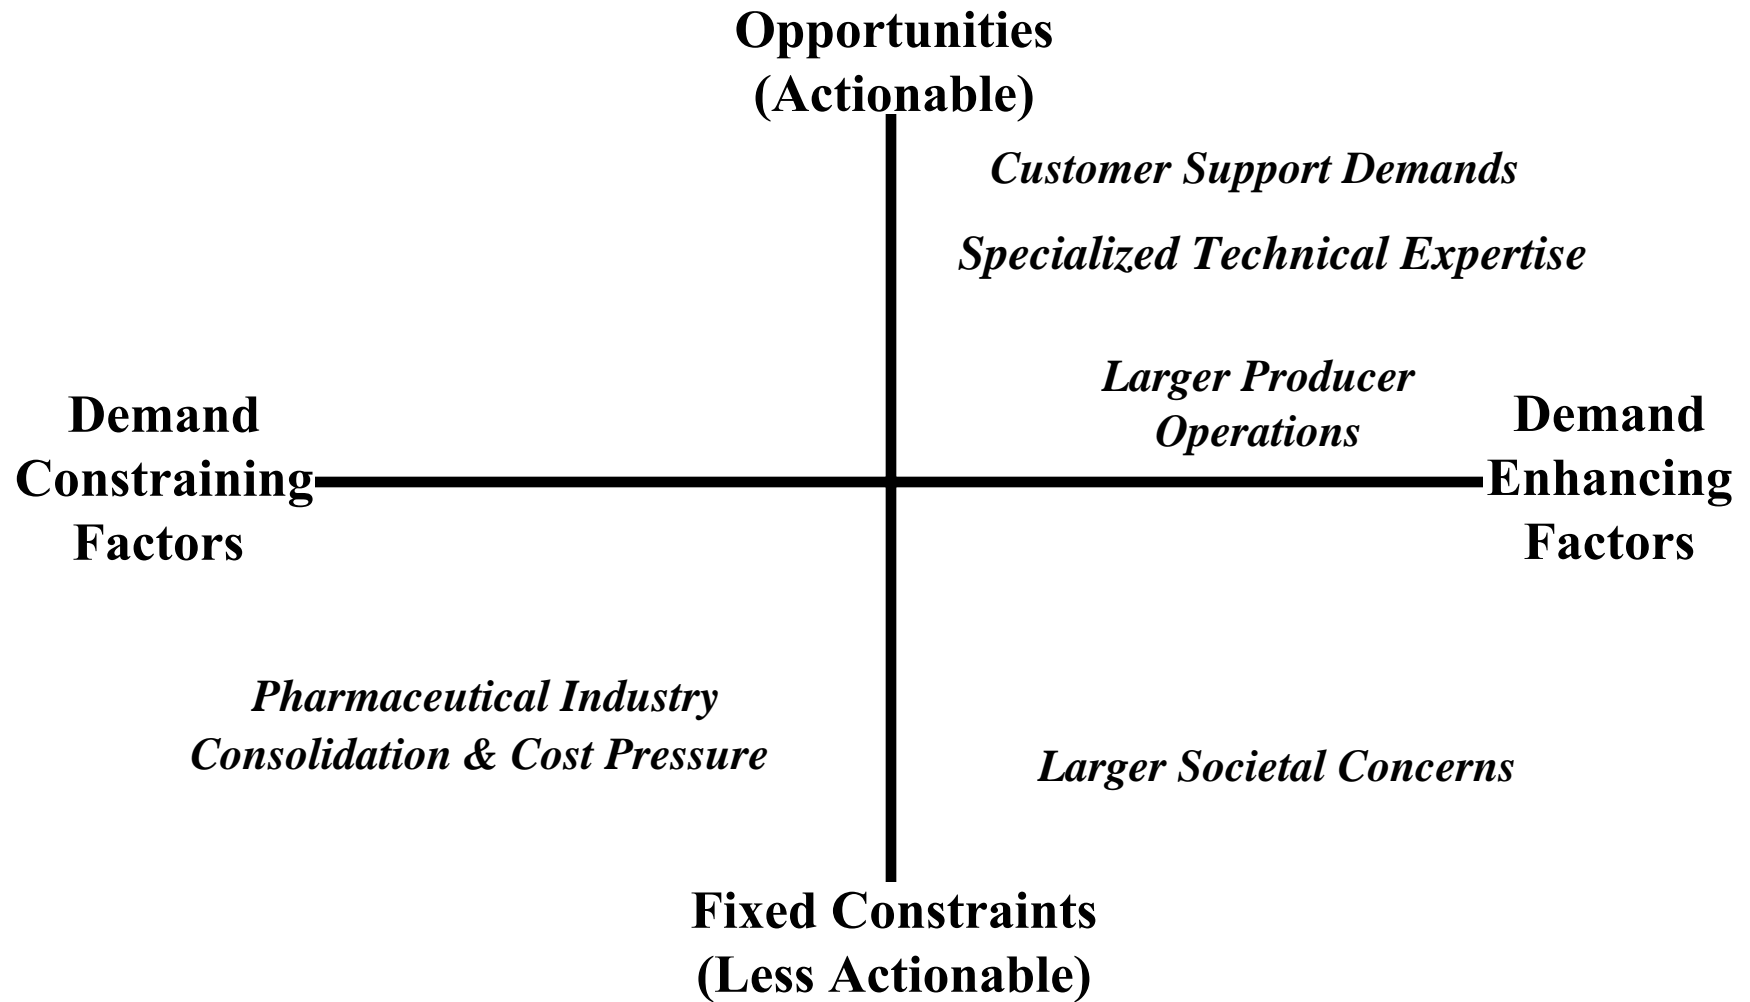 Opportunities
(Actionable)
Customer Support Demands
Specialized Technical Expertise
Larger Producer
Operations
Demand
Constraining
Factors
Demand
Enhancing
Factors
Pharmaceutical Industry
Consolidation & Cost Pressure
Larger Societal Concerns
Fixed Constraints
(Less Actionable)